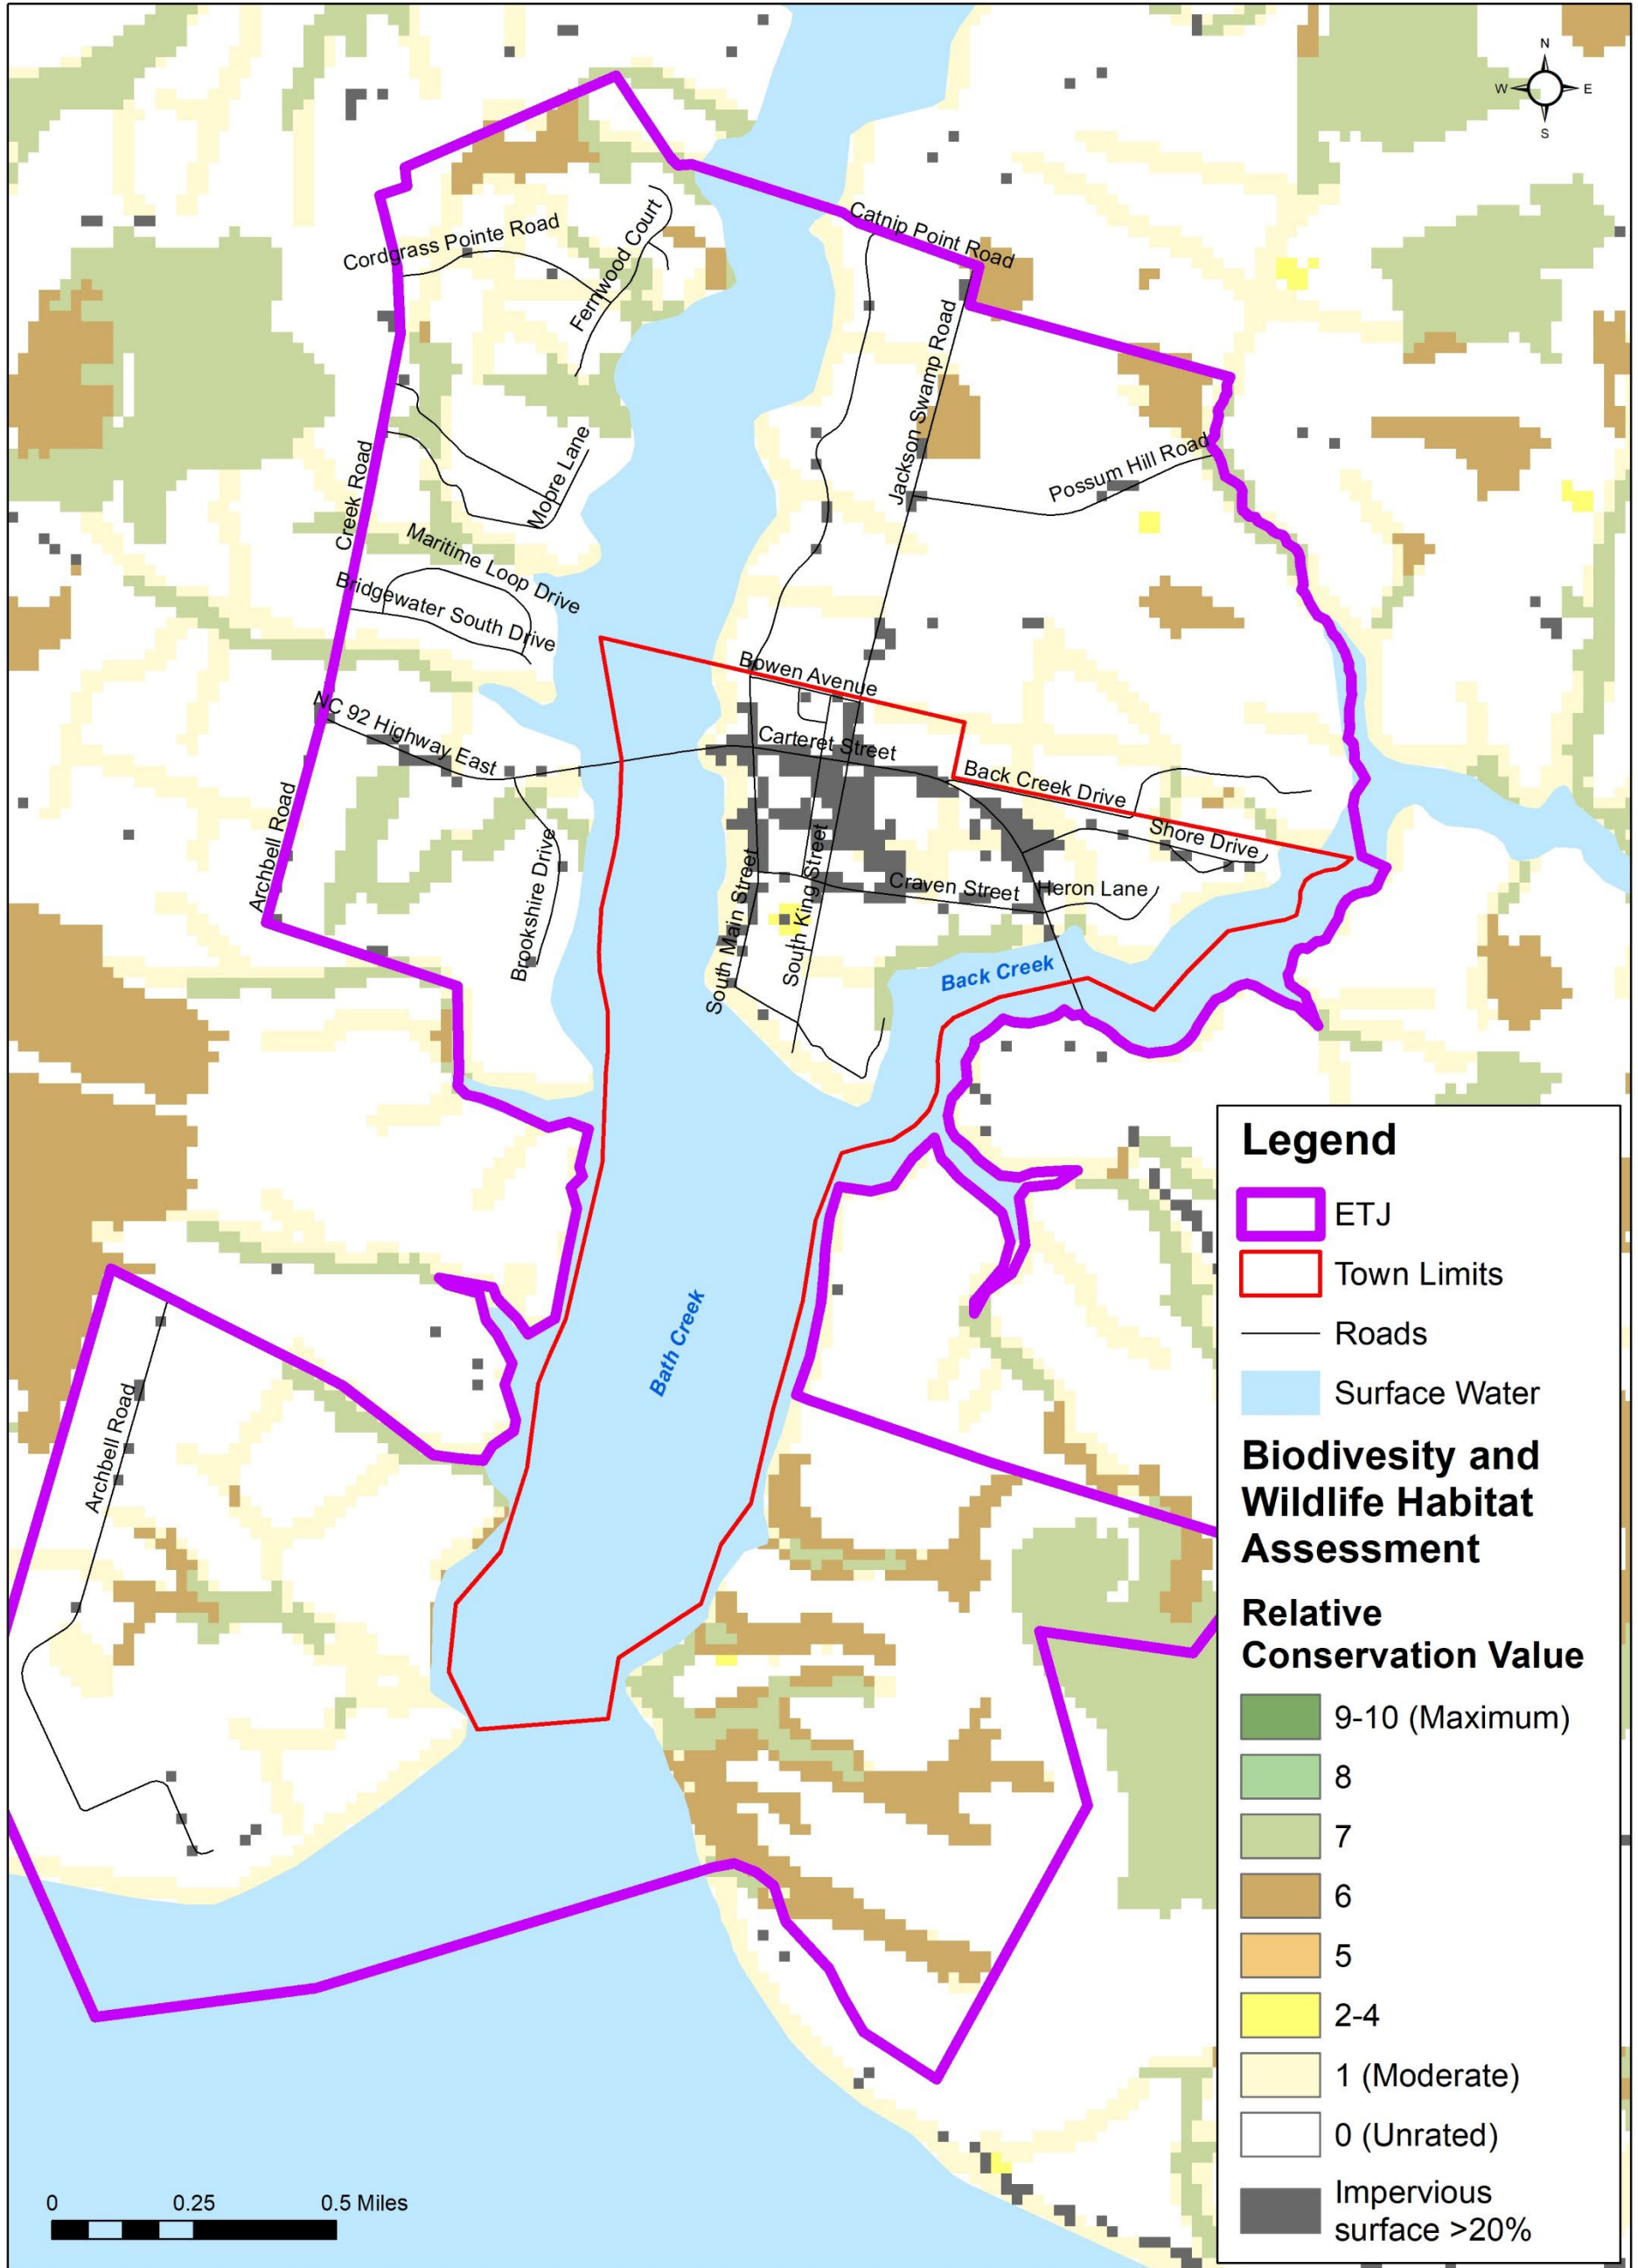 N
W E
S
Catnip Point Road
Cordgrass Pointe Road
Fernwood Court
Jackson Swamp Road
Possum Hill Road
Creek Road
Moore Lane
Maritime Loop Drive
Bridgewater South Drive
Bowen Avenue
NC 92 Highway East
Carteret Street
Back Creek Drive
Shore Drive
Archbell Road
Brookshire Drive
South Main Street
South King Street
Craven Street
Heron Lane
Back Creek
Bath Creek
Archbell Road
Legend
ETJ
Town Limits
Roads
Surface Water
Biodivesity and
Wildlife Habitat
Assessment
Relative
Conservation Value
9-10 (Maximum)
8
7
6
5
2-4
1 (Moderate)
0 (Unrated)
Impervious
surface >20%
0 0.25 0.5 Miles